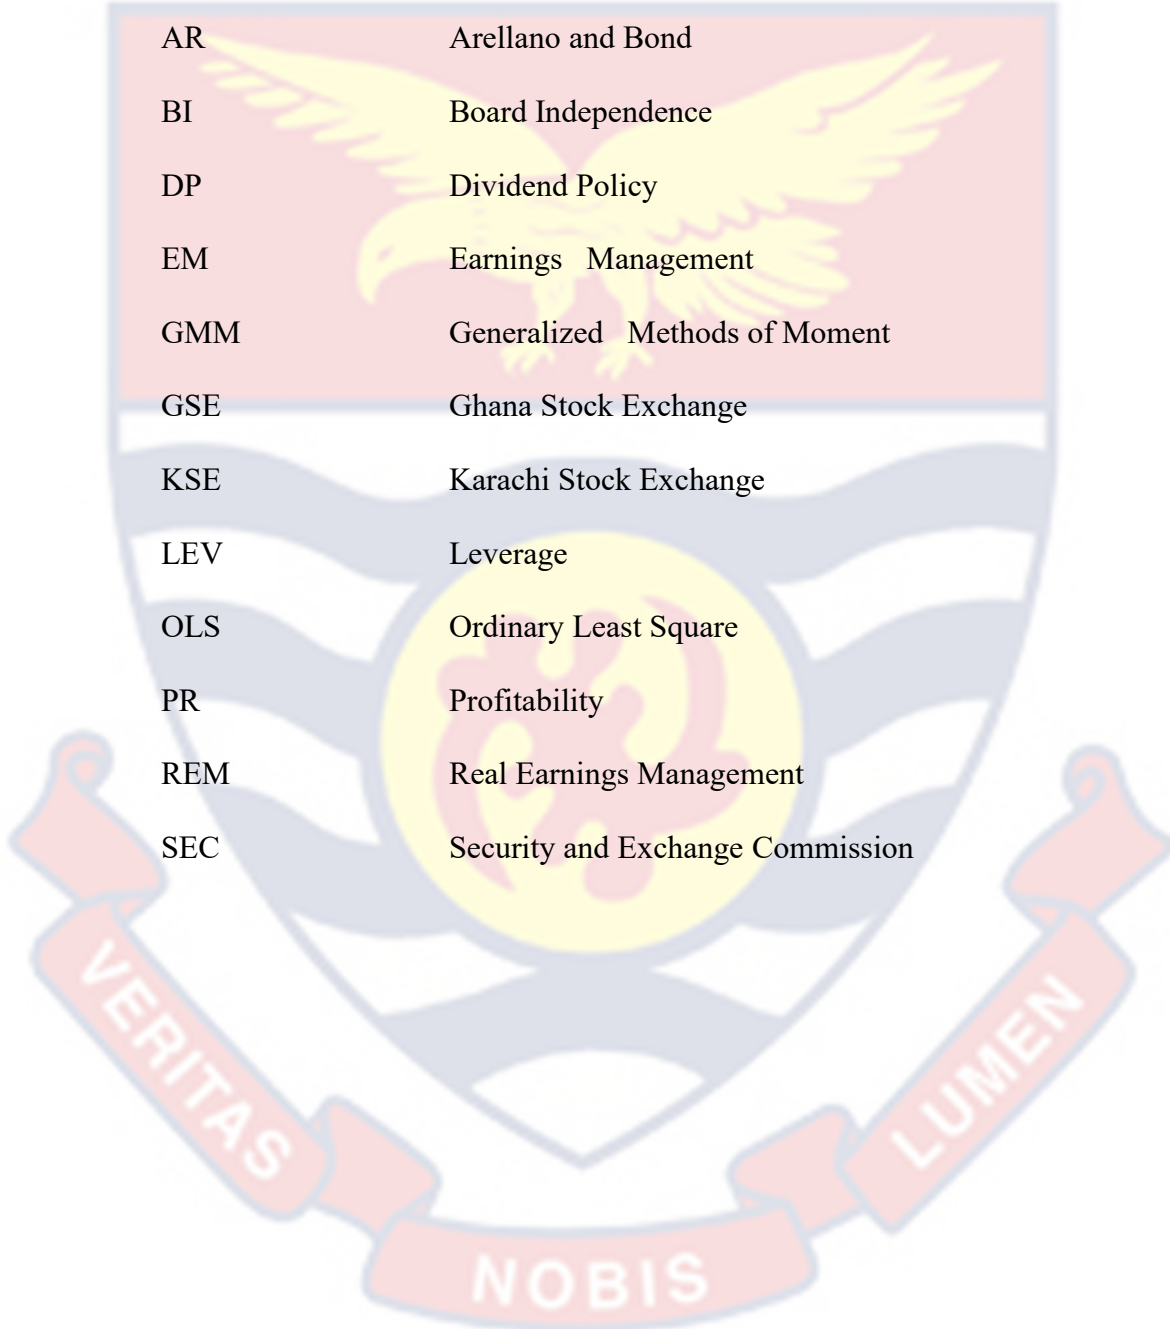 AR Arellano and Bond
BI Board Independence
DP Dividend Policy
EM Earnings Management
GMM Generalized Methods of Moment
GSE Ghana Stock Exchange
KSE Karachi Stock Exchange
LEV Leverage
OLS Ordinary Least Square
PR Profitability
REM Real Earnings Management
SEC Security and Exchange Commission
VERITAS
NOBIS
LUMEN